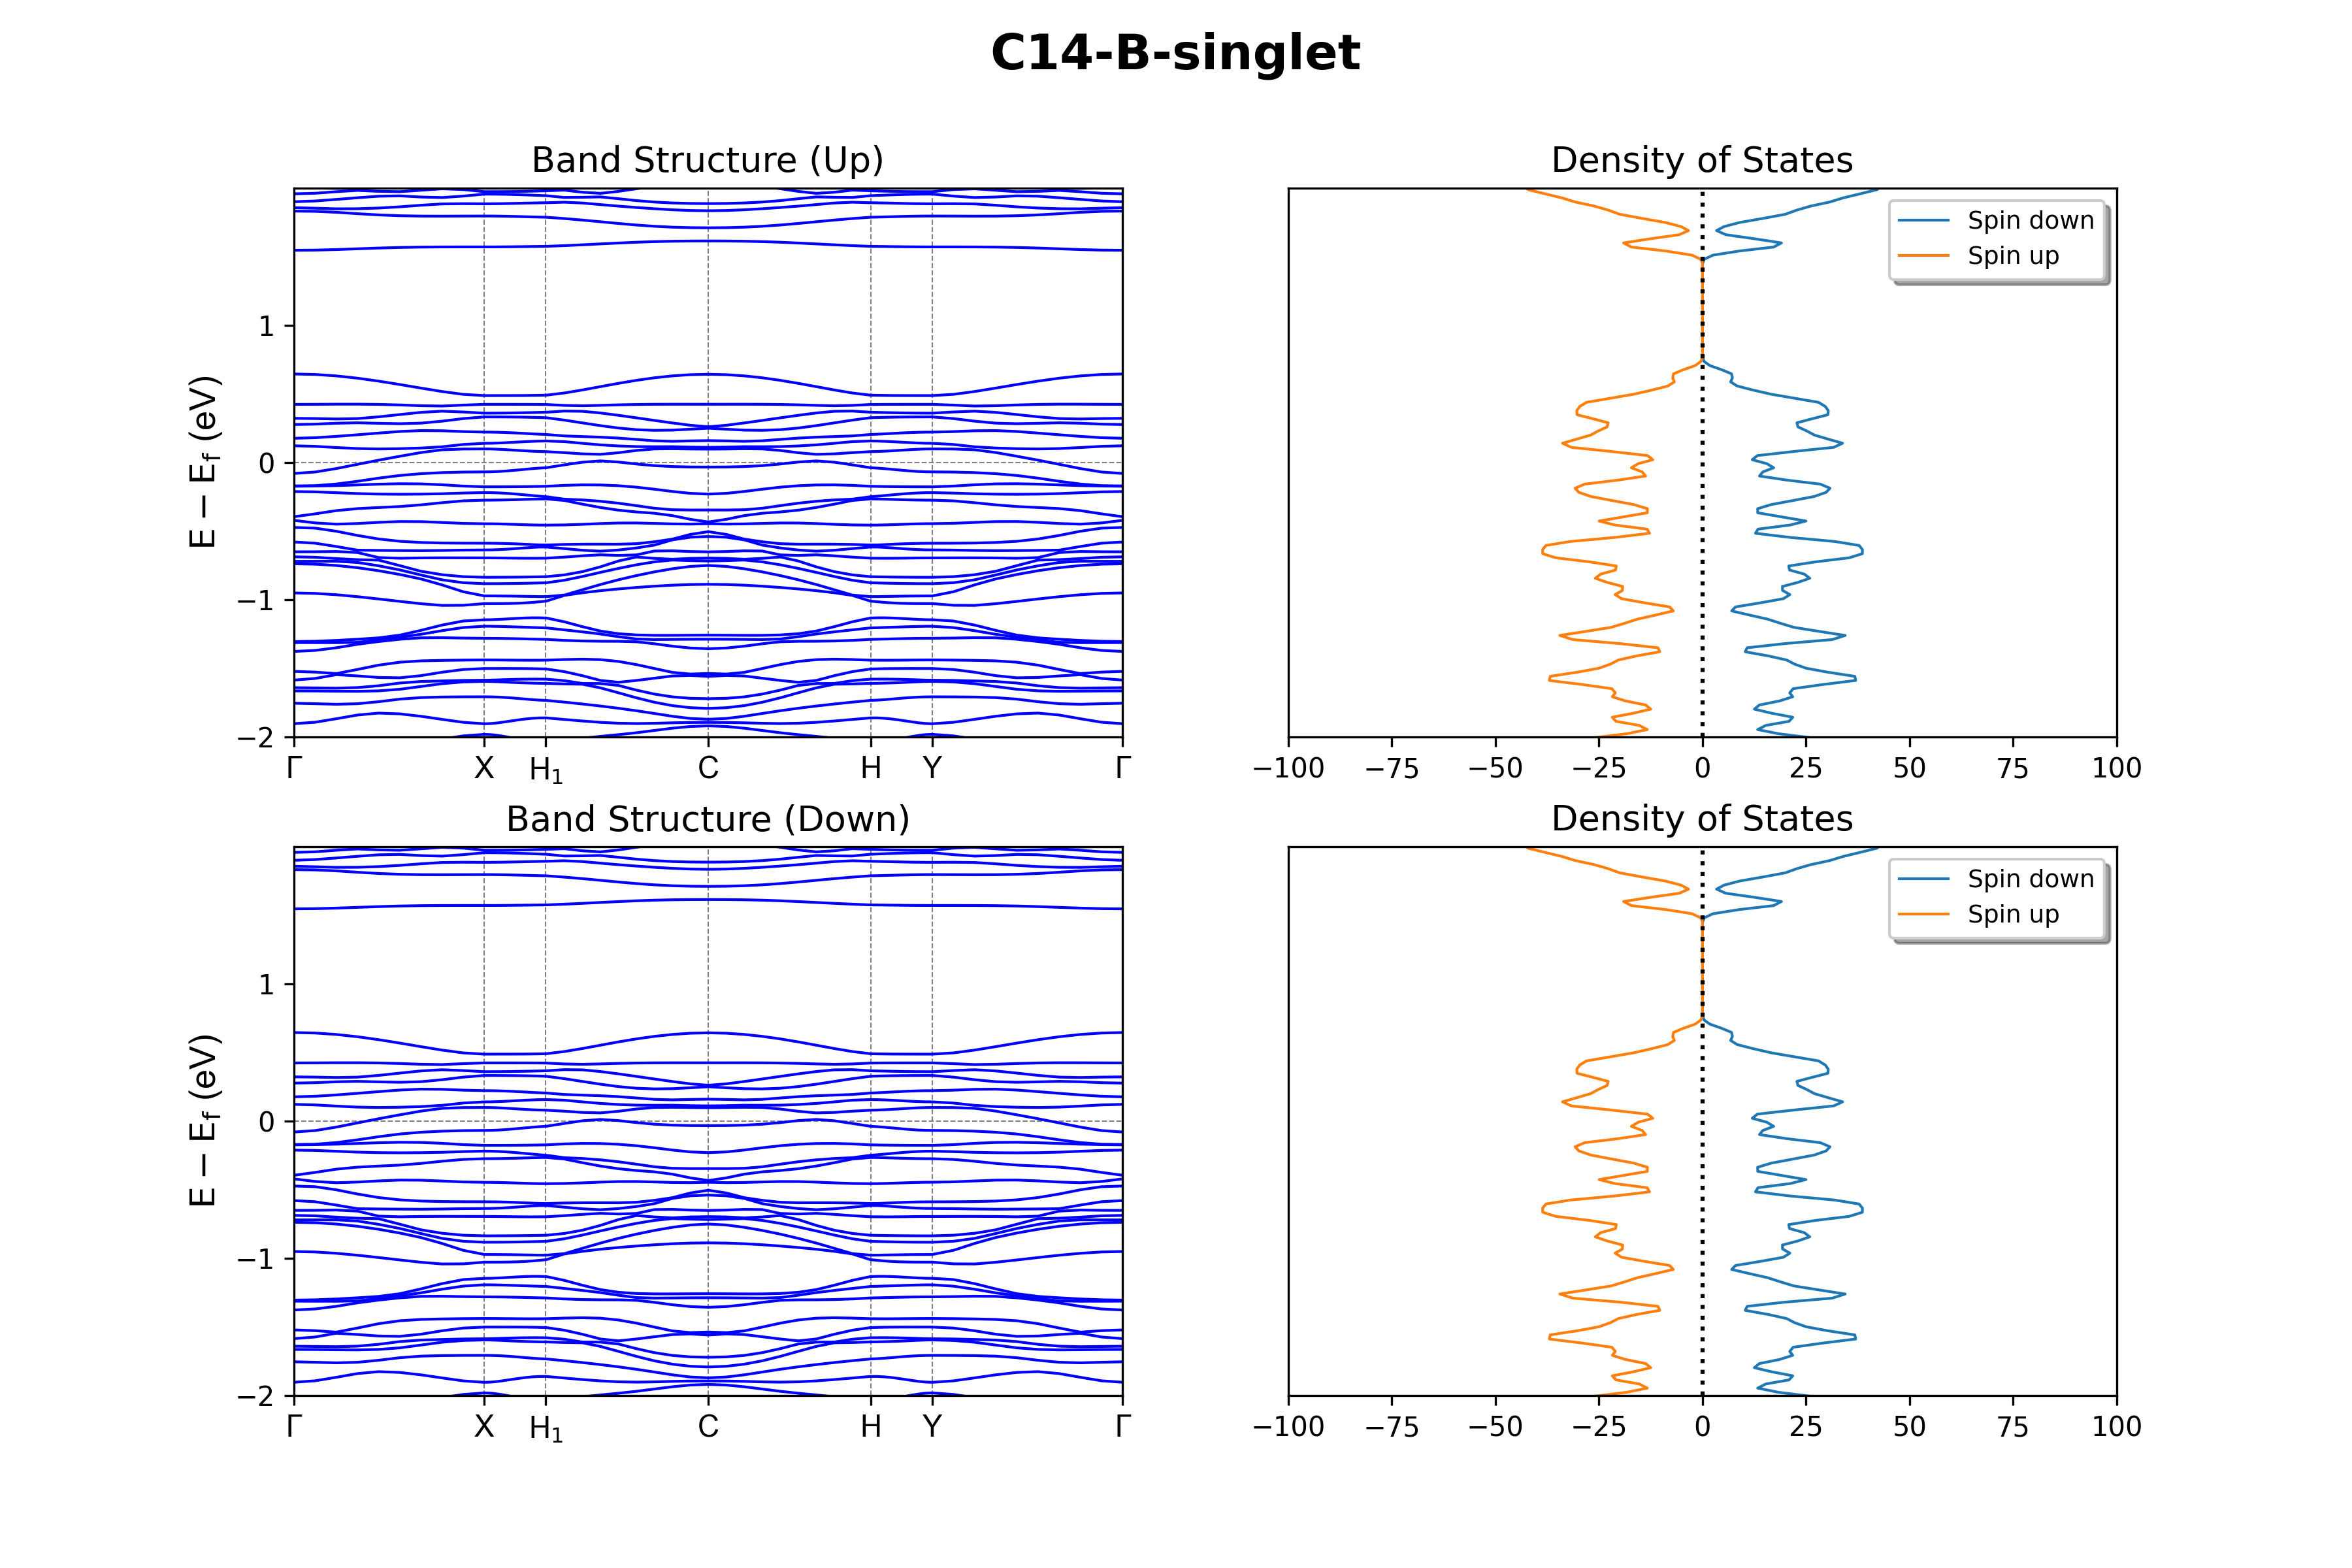 C14-B-singlet
Band Structure (Up)
E − E_f (eV)
1
0
−1
−2
Γ X H₁ C H Y Γ
Density of States
Spin down
Spin up
−100 −75 −50 −25 0 25 50 75 100
Band Structure (Down)
E − E_f (eV)
1
0
−1
−2
Γ X H₁ C H Y Γ
Density of States
Spin down
Spin up
−100 −75 −50 −25 0 25 50 75 100